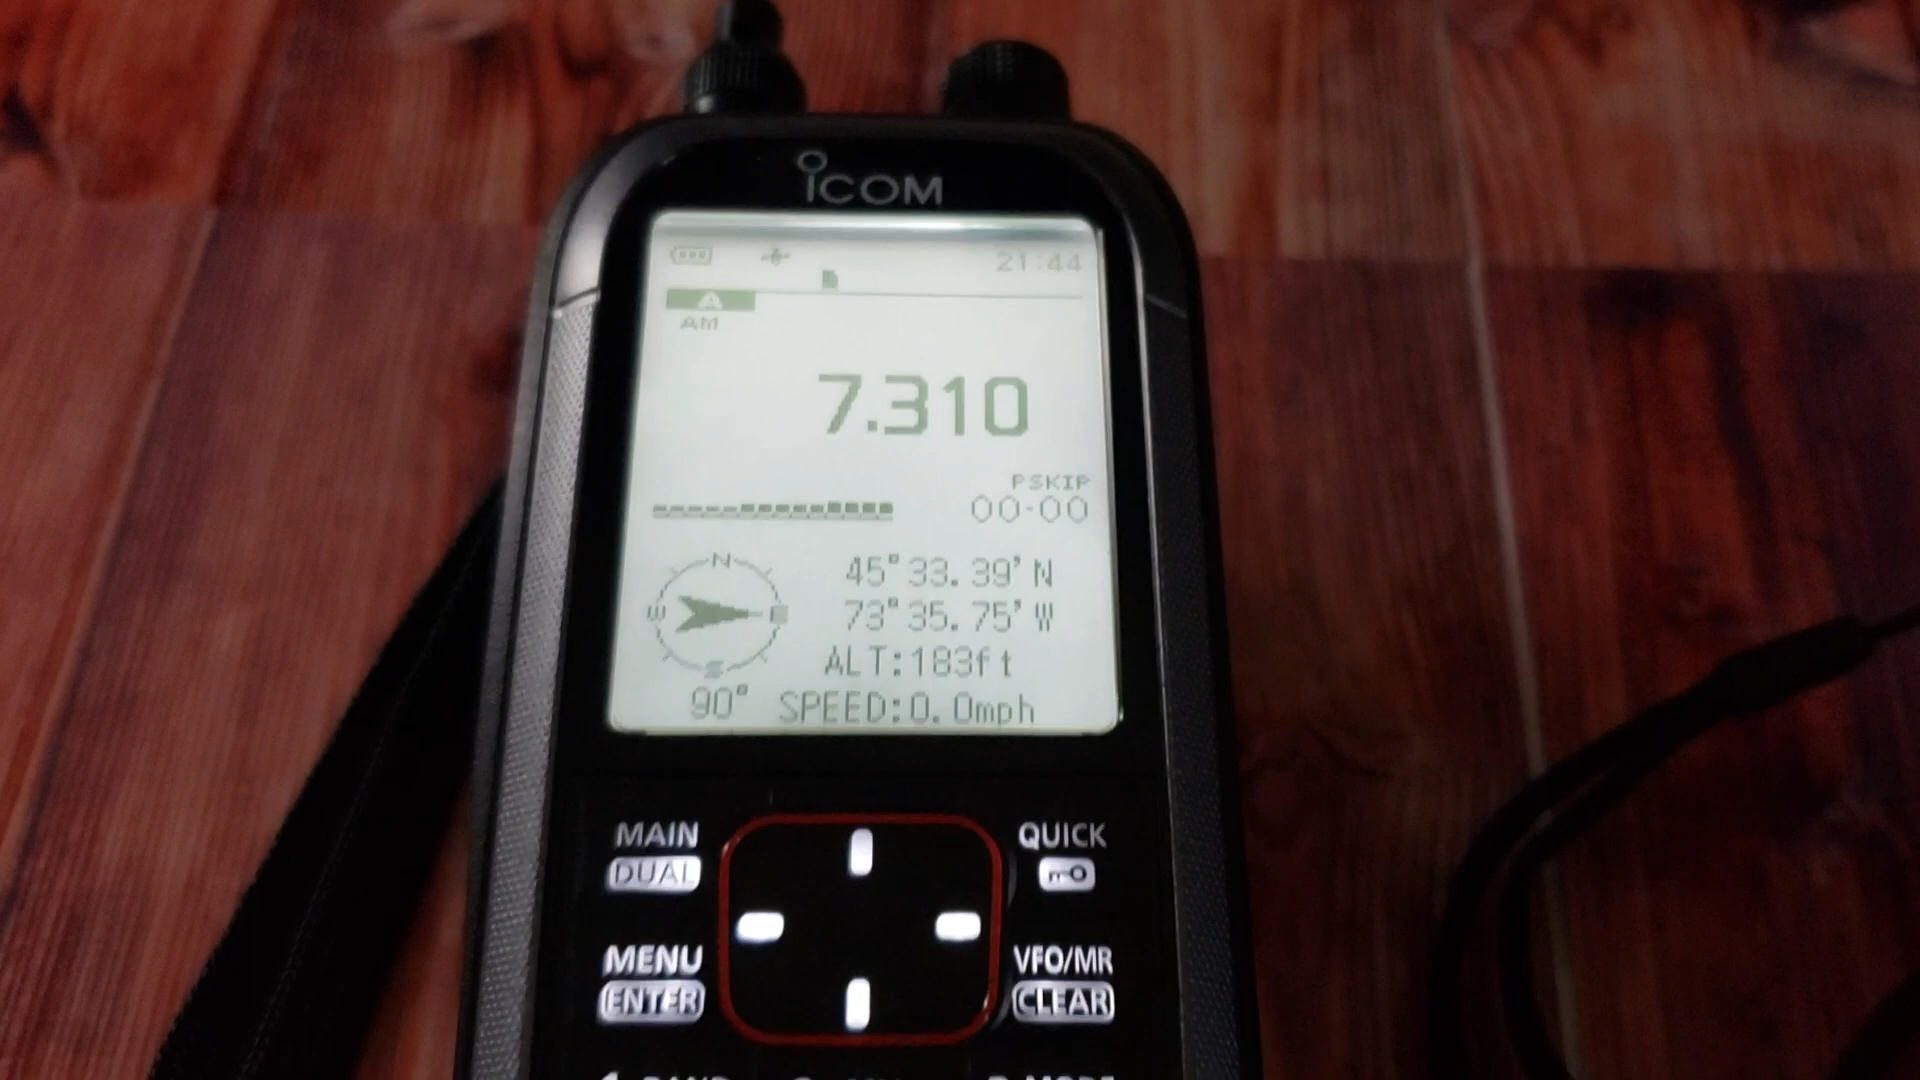 ICOM
21:44
A
AM
7.310
PSKIP
00-00
N
W E
S
45°33.39' N
73°35.75' W
ALT:183ft
90° SPEED:0.0mph
MAIN QUICK
DUAL
MENU VFO/MR
ENTER CLEAR